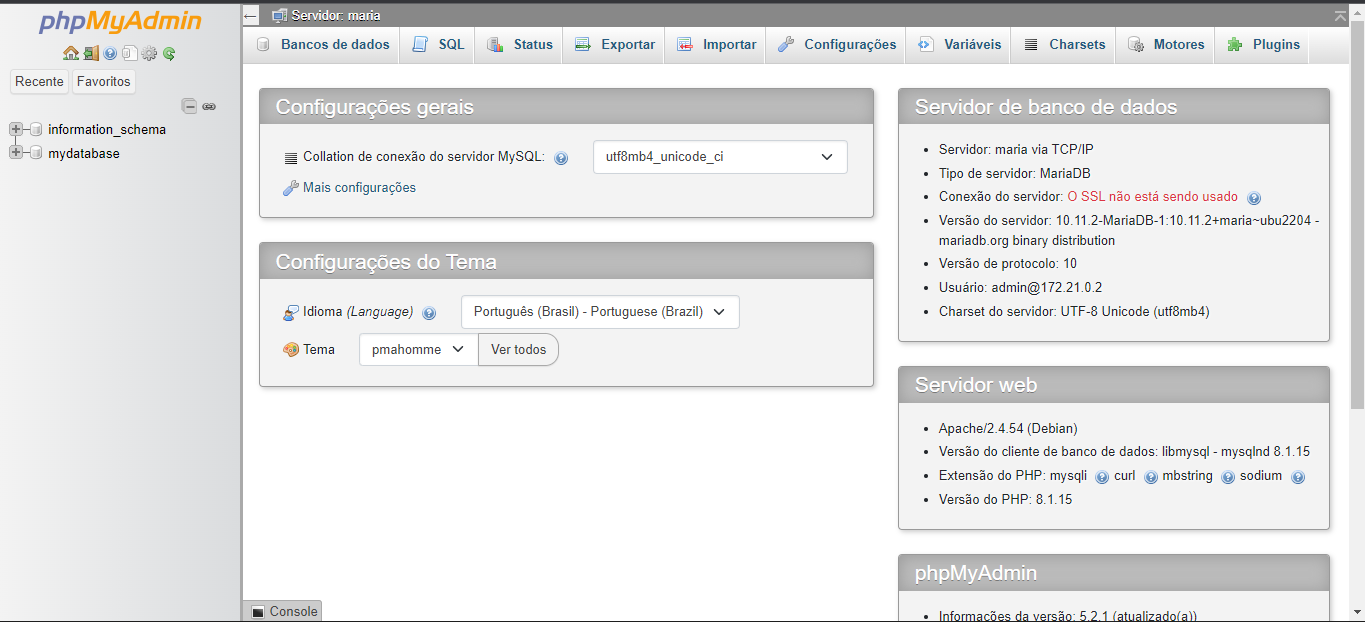 phpMyAdmin
Recente Favoritos
information_schema
mydatabase
Servidor: maria
Bancos de dados SQL Status Exportar Importar Configurações Variáveis Charsets Motores Plugins
Configurações gerais
Collation de conexão do servidor MySQL: utf8mb4_unicode_ci
Mais configurações
Configurações do Tema
Idioma (Language) Português (Brasil) - Portuguese (Brazil)
Tema pmahomme Ver todos
Servidor de banco de dados
Servidor: maria via TCP/IP
Tipo de servidor: MariaDB
Conexão do servidor: O SSL não está sendo usado
Versão do servidor: 10.11.2-MariaDB-1:10.11.2+maria~ubu2204 -
mariadb.org binary distribution
Versão de protocolo: 10
Usuário: admin@172.21.0.2
Charset do servidor: UTF-8 Unicode (utf8mb4)
Servidor web
Apache/2.4.54 (Debian)
Versão do cliente de banco de dados: libmysql - mysqlnd 8.1.15
Extensão do PHP: mysqli curl mbstring sodium
Versão do PHP: 8.1.15
phpMyAdmin
Informações da versão: 5.2.1 (atualizado(a))
Console